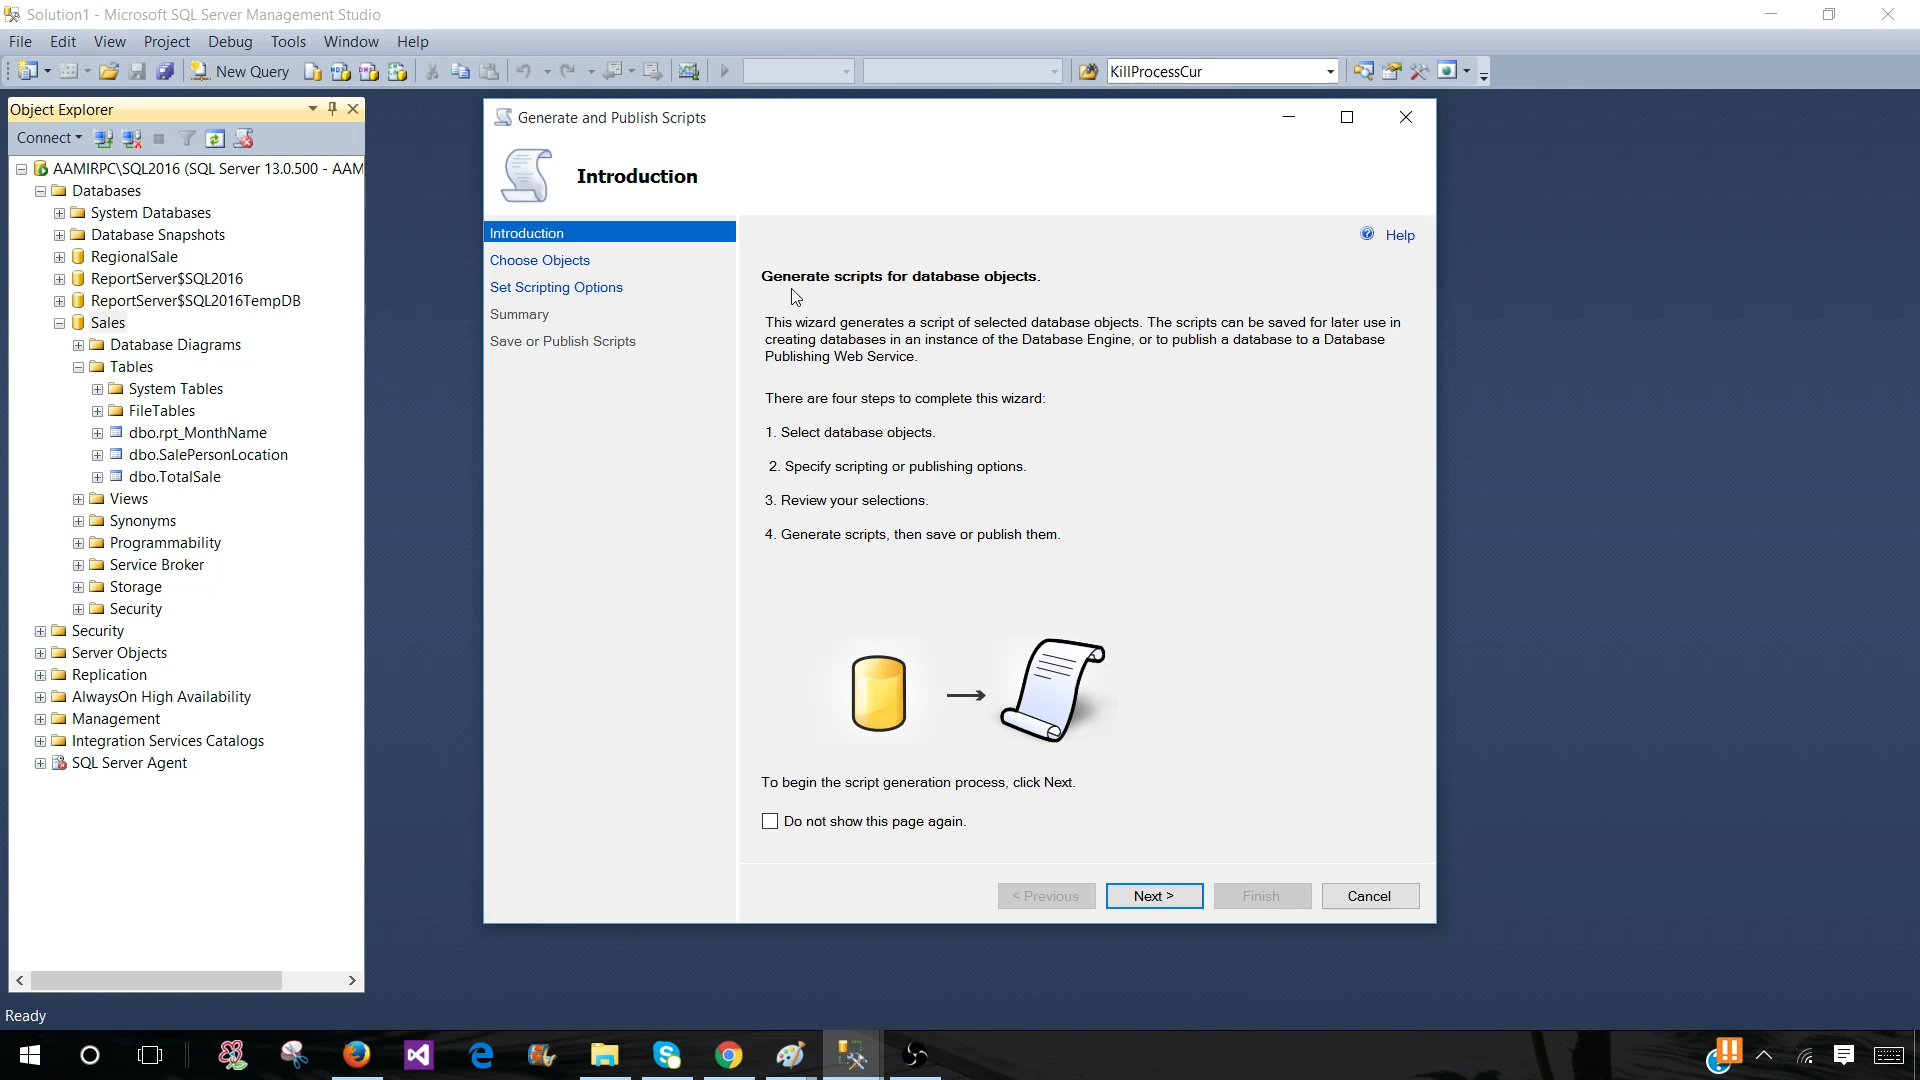 Solution1 - Microsoft SQL Server Management Studio
File Edit View Project Debug Tools Window Help
New Query
KillProcessCur
Object Explorer
Connect
AAMIRPC\SQL2016 (SQL Server 13.0.500 - AAM
Databases
System Databases
Database Snapshots
RegionalSale
ReportServer$SQL2016
ReportServer$SQL2016TempDB
Sales
Database Diagrams
Tables
System Tables
FileTables
dbo.rpt_MonthName
dbo.SalePersonLocation
dbo.TotalSale
Views
Synonyms
Programmability
Service Broker
Storage
Security
Security
Server Objects
Replication
AlwaysOn High Availability
Management
Integration Services Catalogs
SQL Server Agent
Generate and Publish Scripts
Introduction
Introduction
Choose Objects
Set Scripting Options
Summary
Save or Publish Scripts
Help
Generate scripts for database objects.
This wizard generates a script of selected database objects. The scripts can be saved for later use in
creating databases in an instance of the Database Engine, or to publish a database to a Database
Publishing Web Service.
There are four steps to complete this wizard:
1. Select database objects.
2. Specify scripting or publishing options.
3. Review your selections.
4. Generate scripts, then save or publish them.
To begin the script generation process, click Next.
Do not show this page again.
< Previous Next > Finish Cancel
Ready